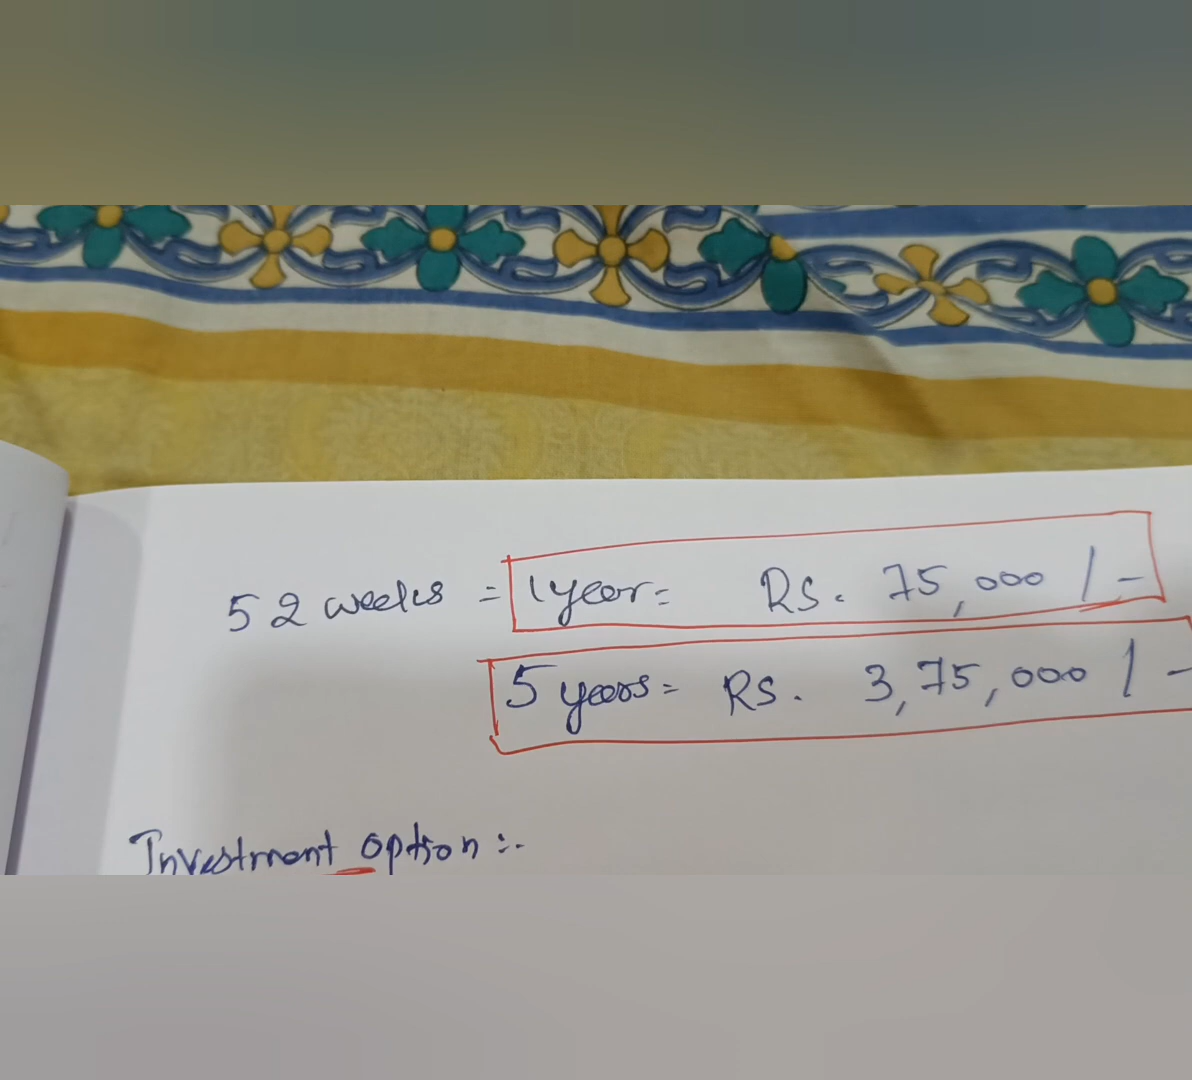 52 weeks = 1 year = Rs. 75,000/-
5 years = Rs. 3,75,000/-
Investment option :-